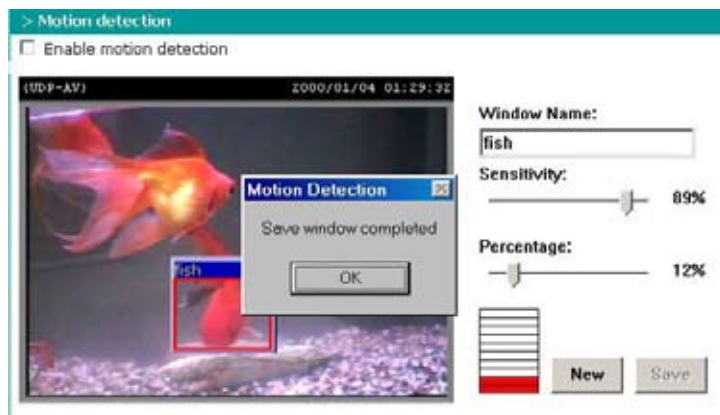 > Motion detection
Enable motion detection
(UDP-AV) 2000/01/04 01:29:32
Window Name:
fish
Sensitivity:
89%
Motion Detection
Save window completed
OK
Percentage:
12%
fish
New Save